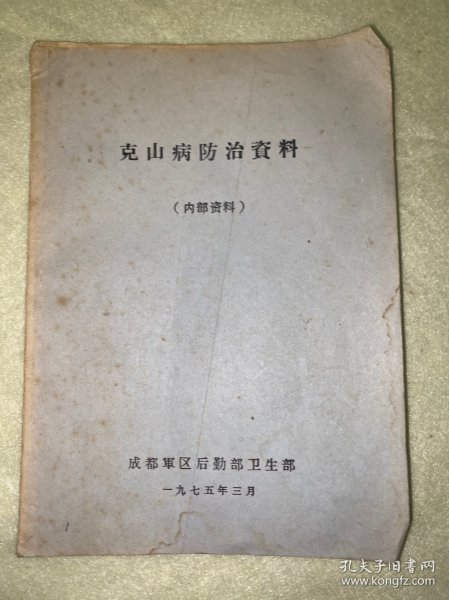 克山病防治資料
（内部资料）
成都軍区后勤部卫生部
一九七五年三月
孔夫子旧书网
www.kongfz.com